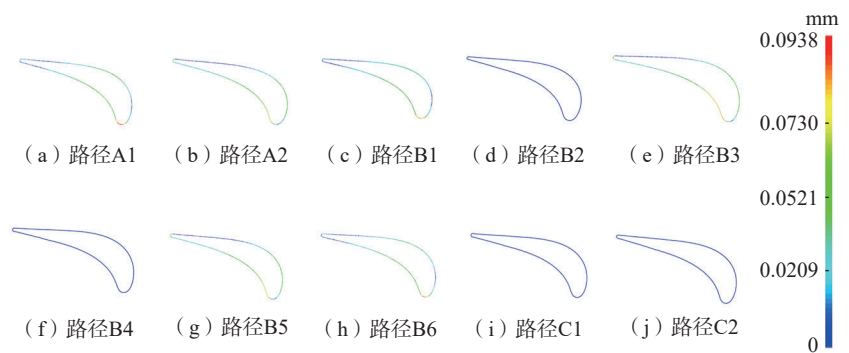 mm
0.0938
0.0730
0.0521
0.0209
0
（a）路径A1
（b）路径A2
（c）路径B1
（d）路径B2
（e）路径B3
（f）路径B4
（g）路径B5
（h）路径B6
（i）路径C1
（j）路径C2